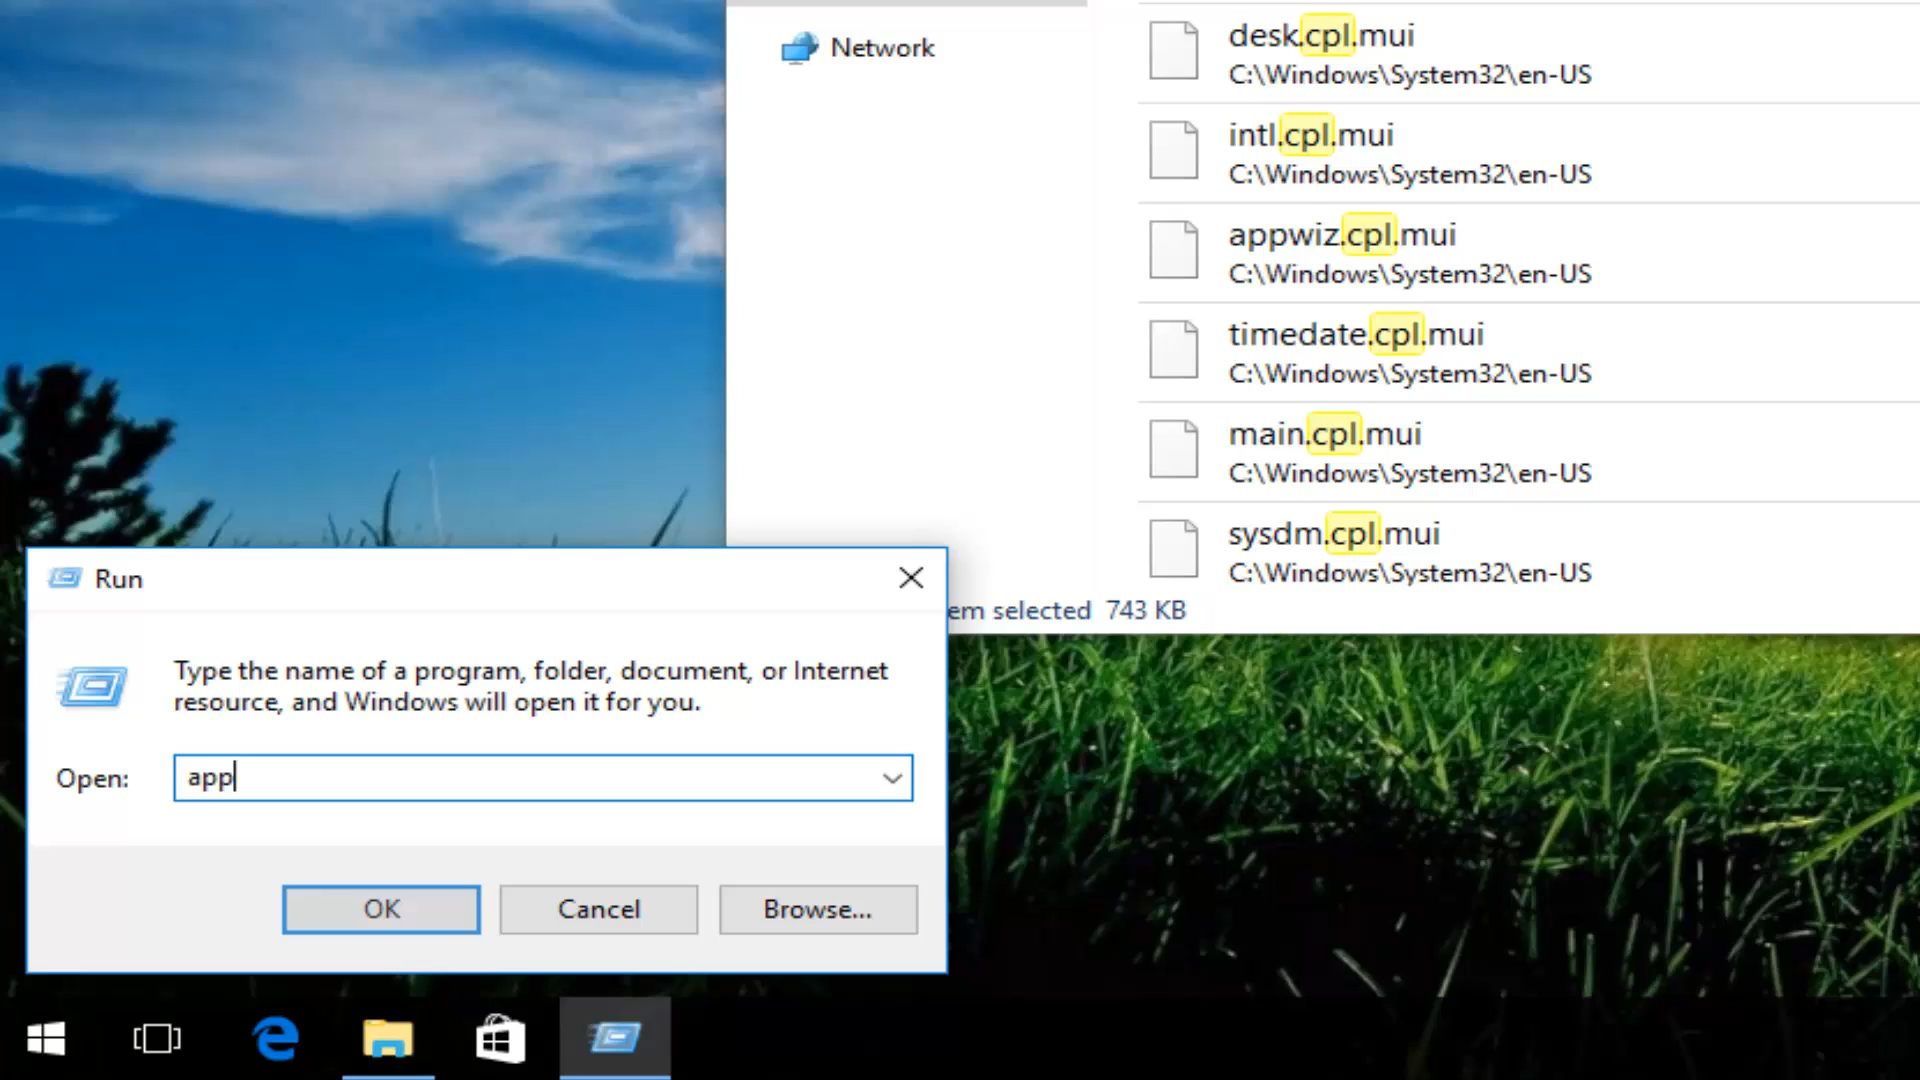 Network
desk.cpl.mui
C:\Windows\System32\en-US
intl.cpl.mui
C:\Windows\System32\en-US
appwiz.cpl.mui
C:\Windows\System32\en-US
timedate.cpl.mui
C:\Windows\System32\en-US
main.cpl.mui
C:\Windows\System32\en-US
sysdm.cpl.mui
C:\Windows\System32\en-US
em selected 743 KB
Run
Type the name of a program, folder, document, or Internet
resource, and Windows will open it for you.
Open: app
OK Cancel Browse...